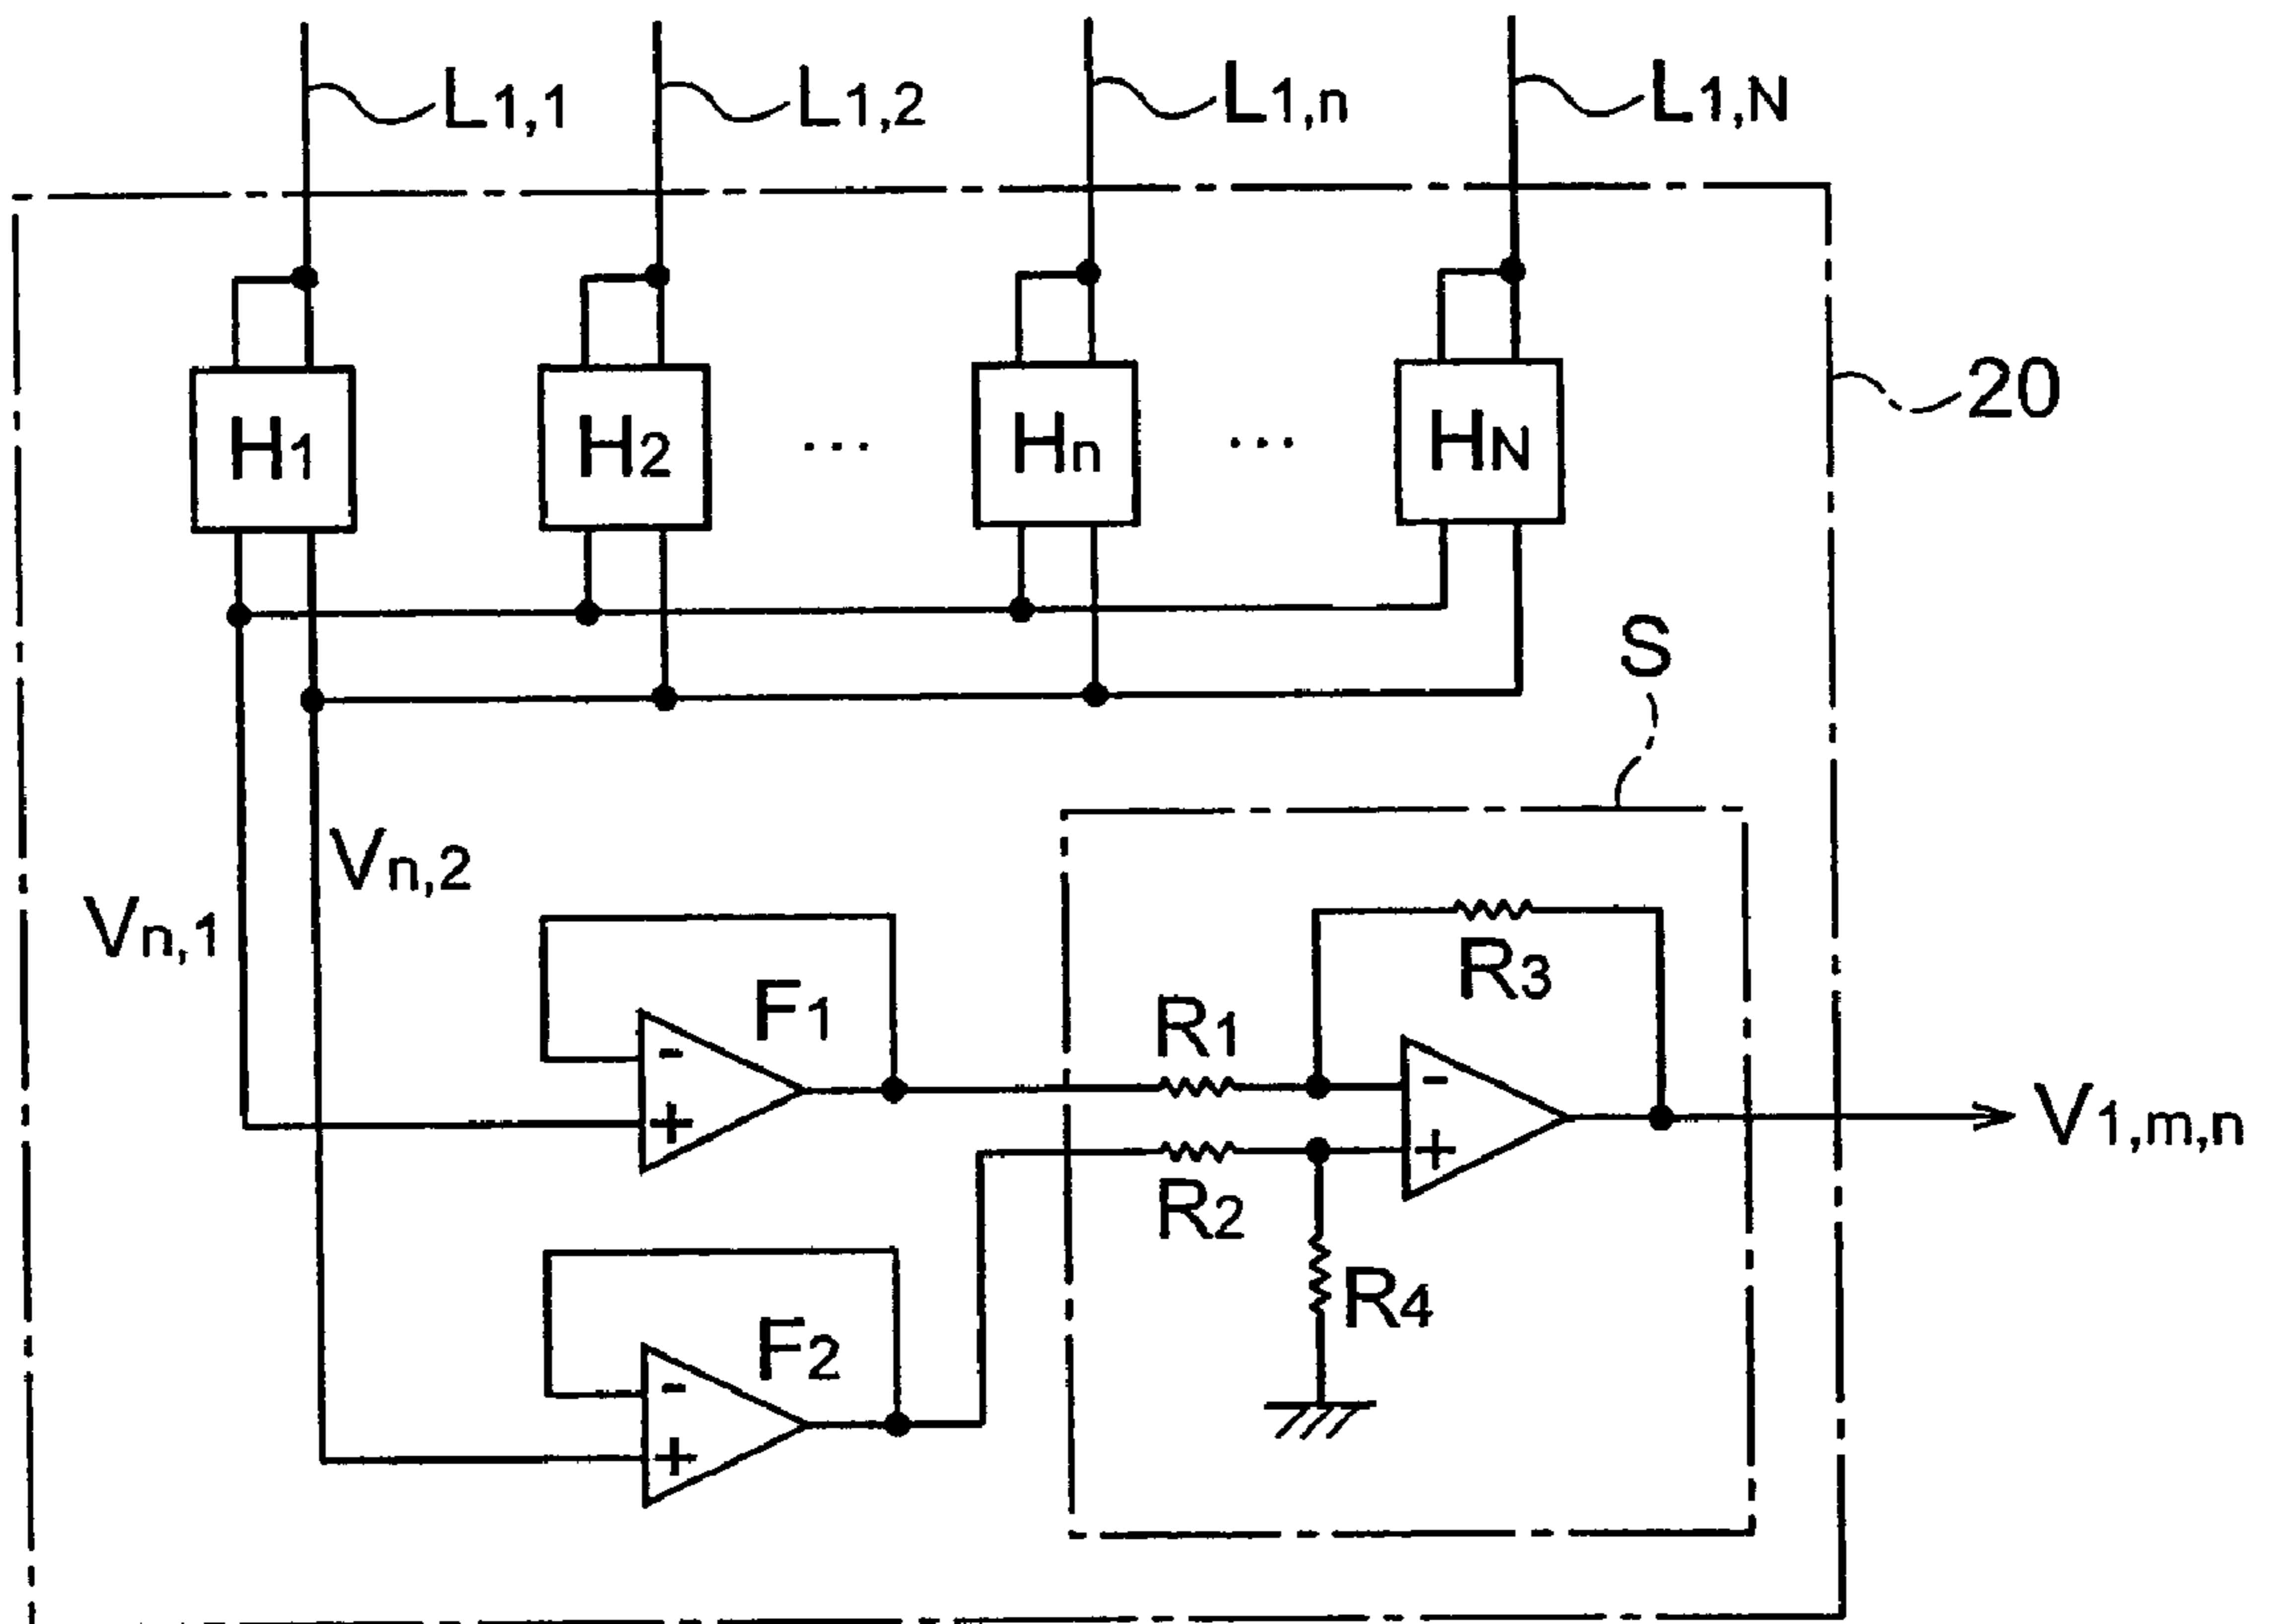 L1,1 L1,2 L1,n L1,N
20
H1 H2 ... Hn ... HN
S
Vn,2
Vn,1
R3
F1 R1
- -
+ + V1,m,n
R2
F2 R4
-
+